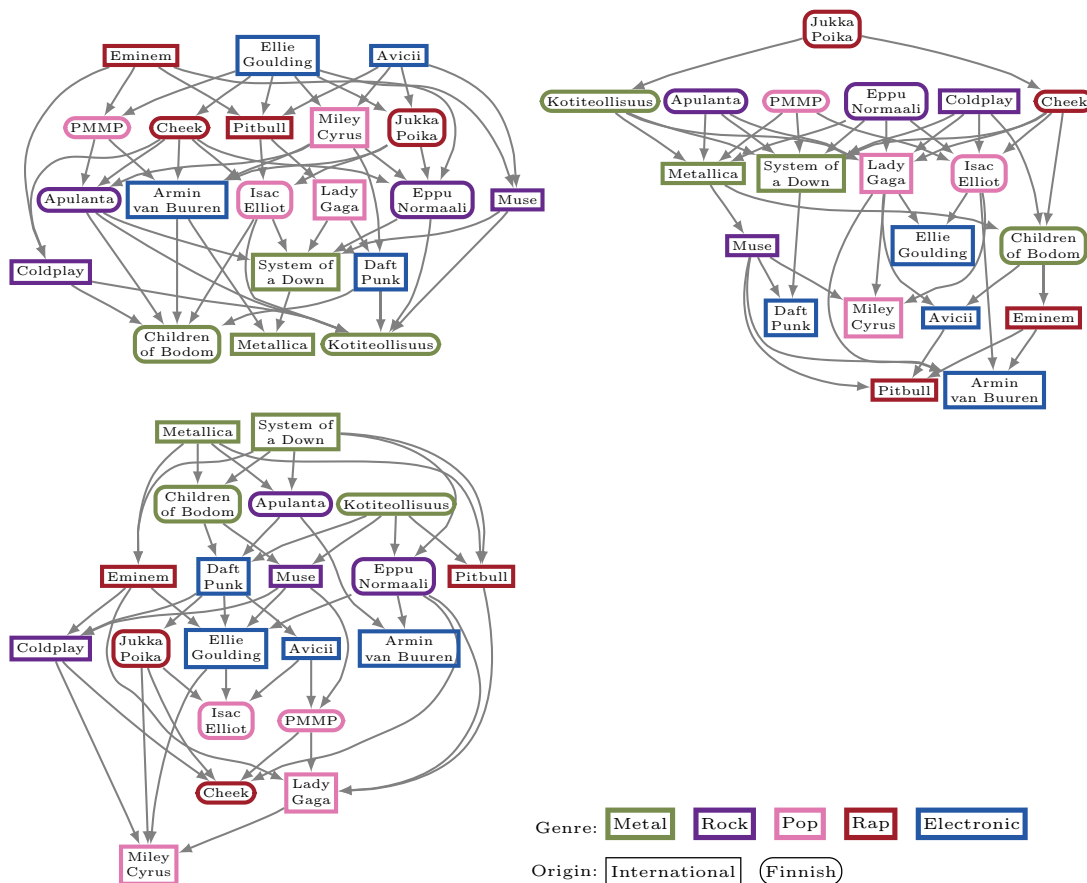 Eminem
Ellie
Goulding
Avicii
PMMP
Cheek
Pitbull
Miley
Cyrus
Jukka
Poika
Apulanta
Armin
van Buuren
Isac
Elliot
Lady
Gaga
Eppu
Normaali
Muse
Coldplay
System of
a Down
Daft
Punk
Children
of Bodom
Metallica
Kotiteollisuus
Jukka
Poika
Kotiteollisuus
Apulanta
PMMP
Eppu
Normaali
Coldplay
Cheek
Metallica
System of
a Down
Lady
Gaga
Isac
Elliot
Muse
Ellie
Goulding
Children
of Bodom
Daft
Punk
Miley
Cyrus
Avicii
Eminem
Pitbull
Armin
van Buuren
Metallica
System of
a Down
Children
of Bodom
Apulanta
Kotiteollisuus
Eminem
Daft
Punk
Muse
Eppu
Normaali
Pitbull
Coldplay
Jukka
Poika
Ellie
Goulding
Avicii
Armin
van Buuren
Isac
Elliot
PMMP
Cheek
Lady
Gaga
Miley
Cyrus
Genre: Metal Rock Pop Rap Electronic
Origin: International Finnish